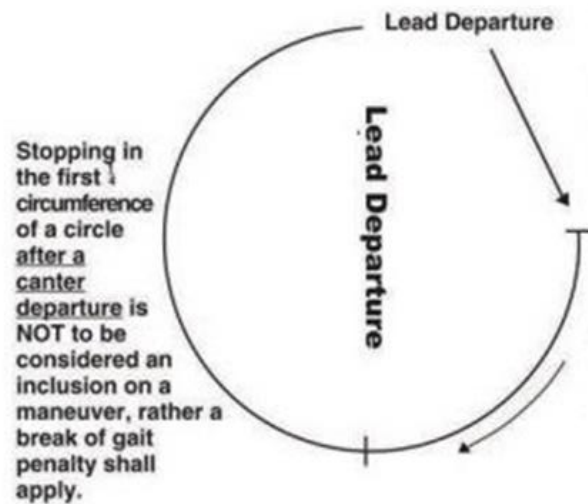 Lead Departure
Lead Departure
Stopping in
the first
circumference
of a circle
after a
canter
departure is
NOT to be
considered an
inclusion on a
maneuver, rather a
break of gait
penalty shall
apply.